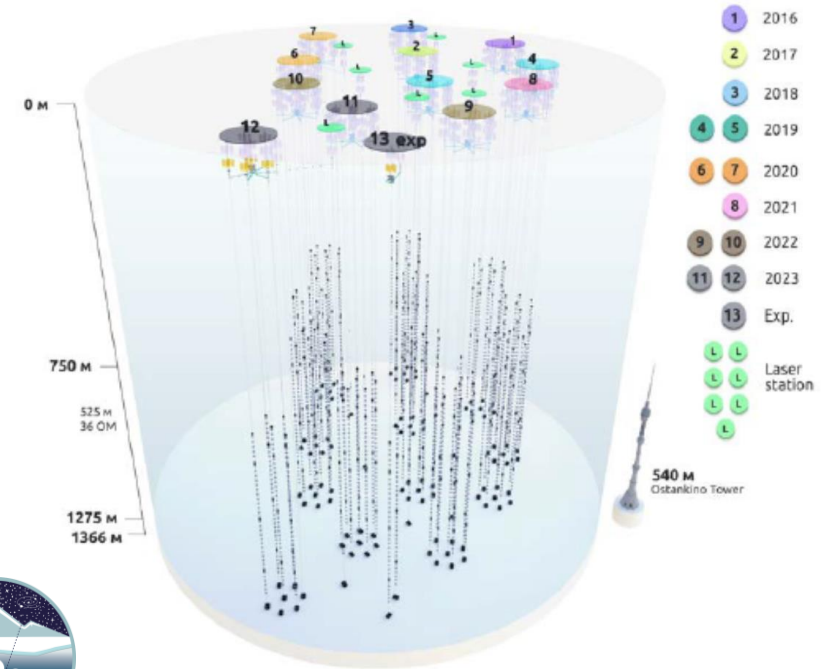 7
3
L
L
1
2
6
L
L
4
10
5
8
L
L
11
9
L
12
13 exp
0 м
750 м
525 м
36 ОМ
1275 м
1366 м
540 м
Ostankino Tower
1 2016
2 2017
3 2018
4 5 2019
6 7 2020
8 2021
9 10 2022
11 12 2023
13 Exp.
L L
L L
L L
L
Laser
station